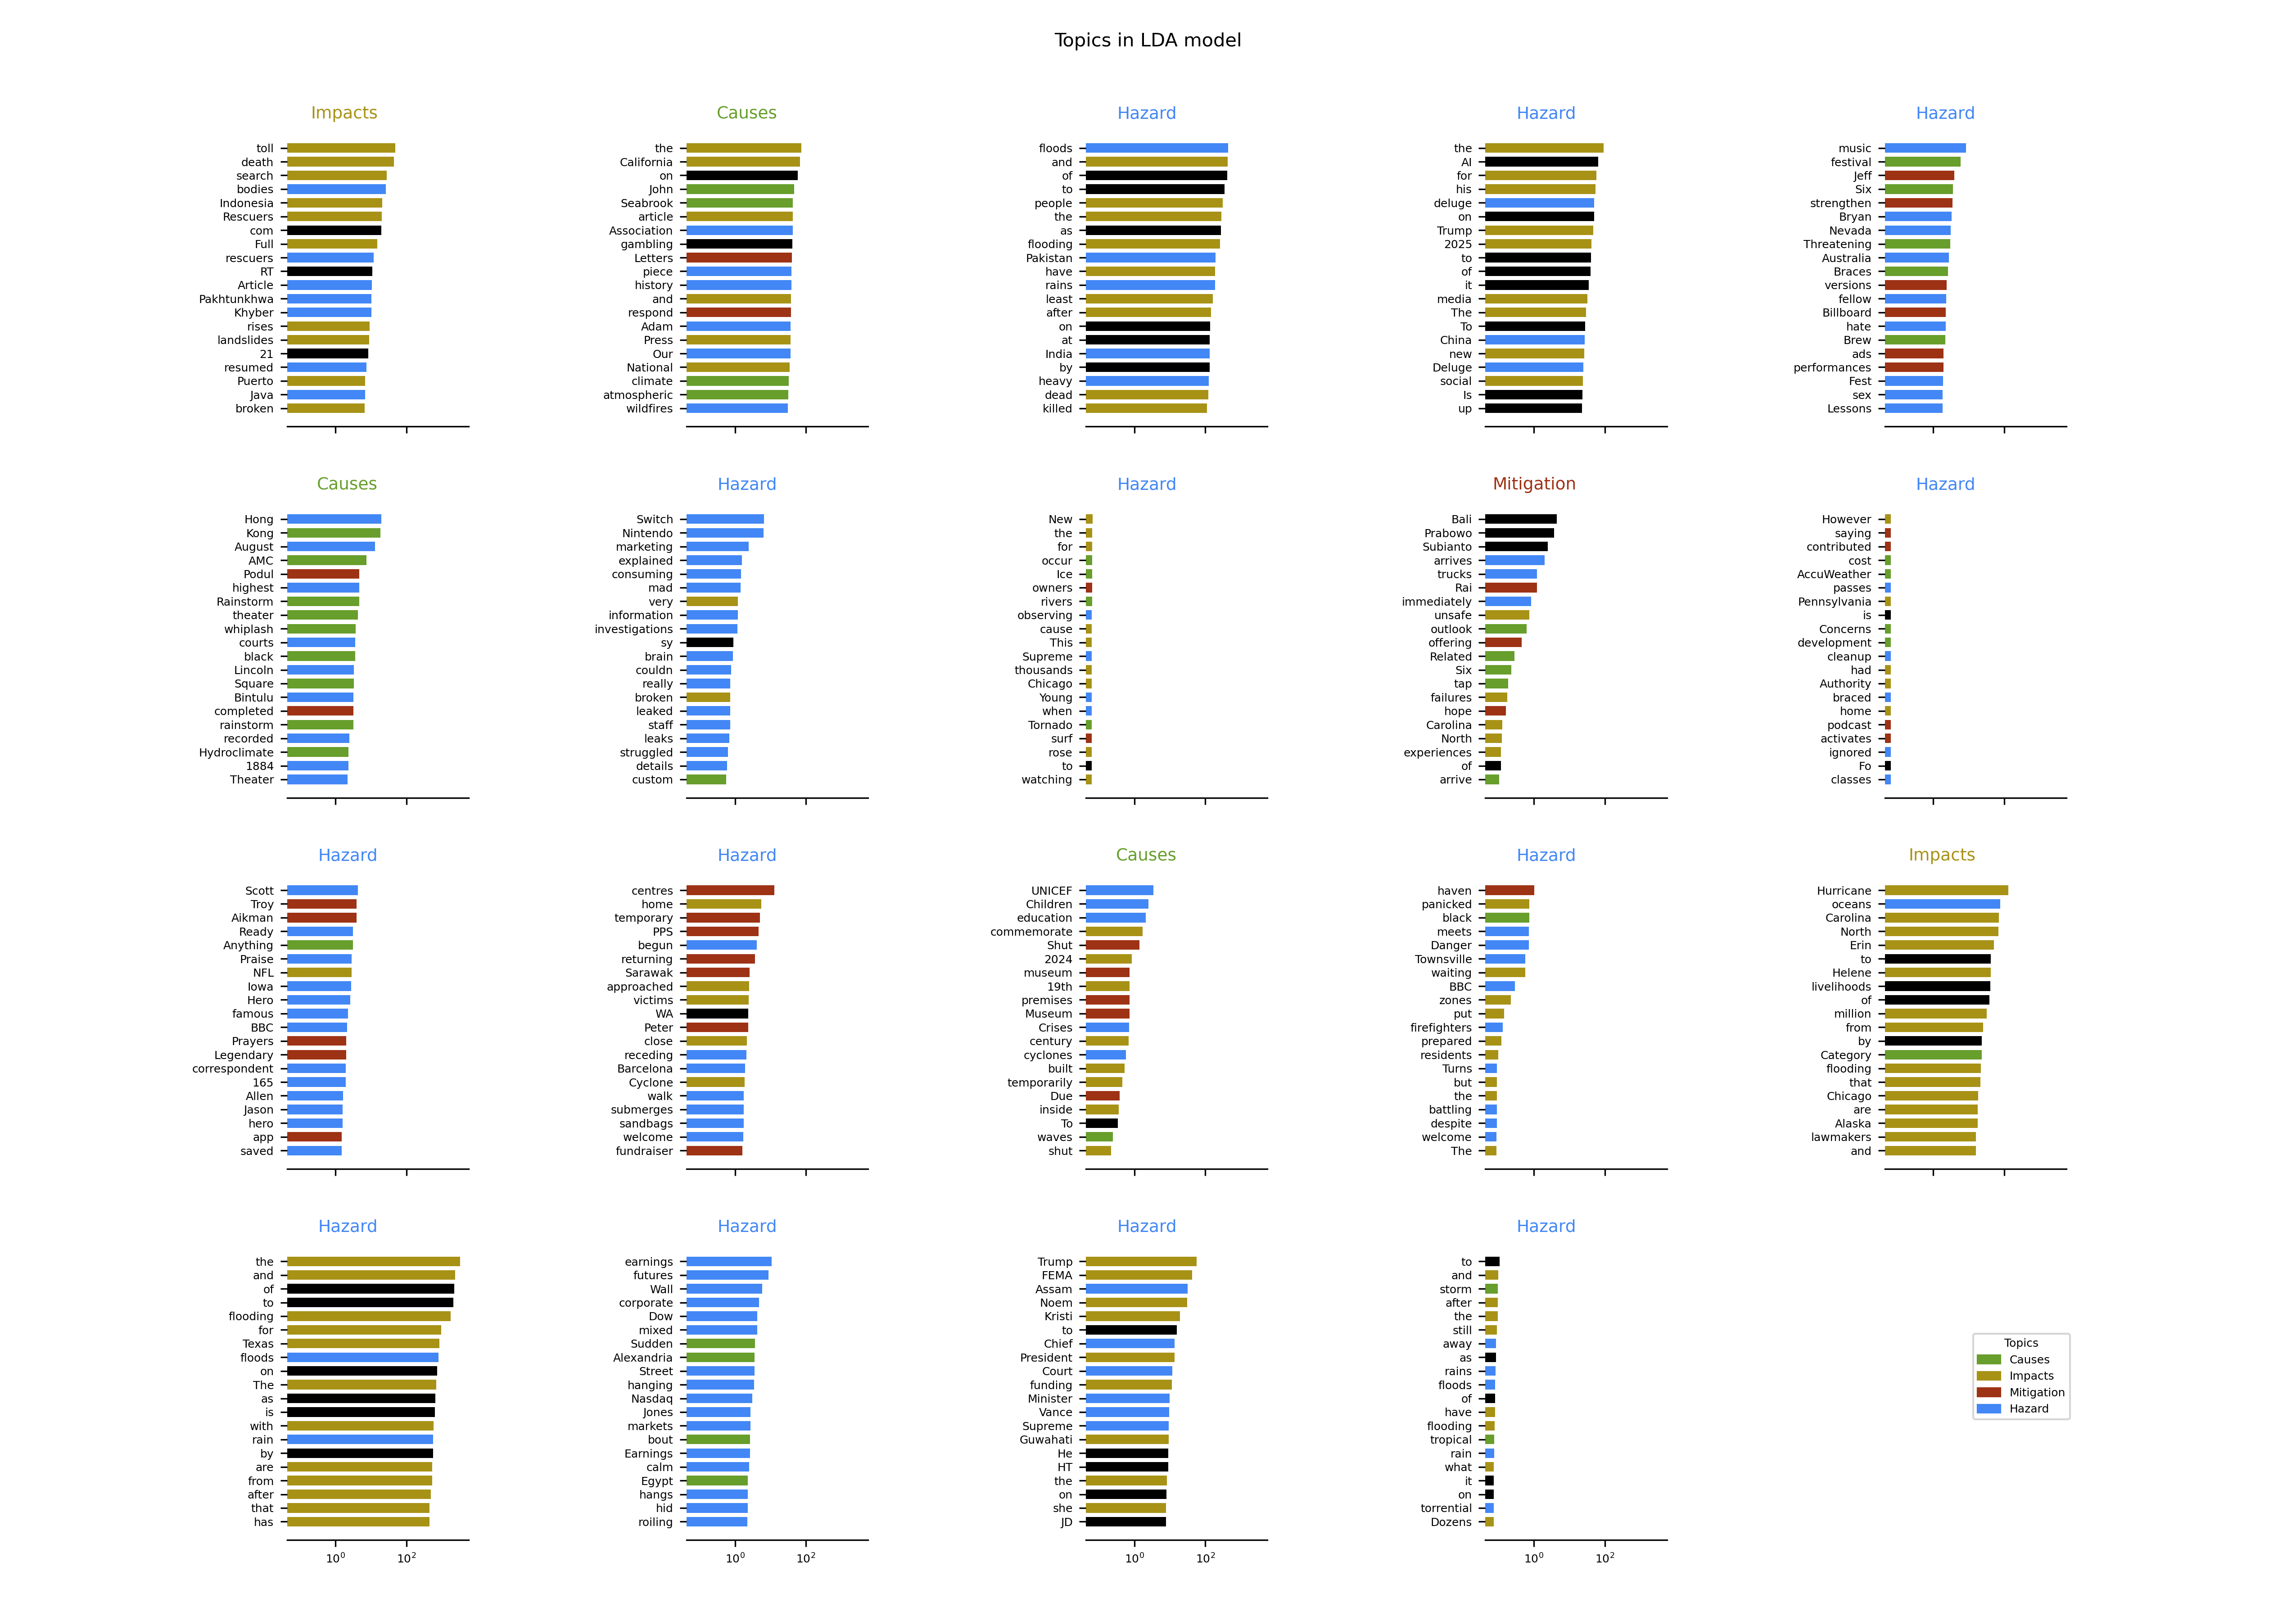 Topics in LDA model
Impacts
toll
death
search
bodies
Indonesia
Rescuers
com
Full
rescuers
RT
Article
Pakhtunkhwa
Khyber
rises
landslides
21
resumed
Puerto
Java
broken
Causes
the
California
on
John
Seabrook
article
Association
gambling
Letters
piece
history
and
respond
Adam
Press
Our
National
climate
atmospheric
wildfires
Hazard
floods
and
of
to
people
the
as
flooding
Pakistan
have
rains
least
after
on
at
India
by
heavy
dead
killed
Hazard
the
AI
for
his
deluge
on
Trump
2025
to
of
it
media
The
To
China
new
Deluge
social
Is
up
Hazard
music
festival
Jeff
Six
strengthen
Bryan
Nevada
Threatening
Australia
Braces
versions
fellow
Billboard
hate
Brew
ads
performances
Fest
sex
Lessons
Causes
Hong
Kong
August
AMC
Podul
highest
Rainstorm
theater
whiplash
courts
black
Lincoln
Square
Bintulu
completed
rainstorm
recorded
Hydroclimate
1884
Theater
Hazard
Switch
Nintendo
marketing
explained
consuming
mad
very
information
investigations
sy
brain
couldn
really
broken
leaked
staff
leaks
struggled
details
custom
Hazard
New
the
for
occur
Ice
owners
rivers
observing
cause
This
Supreme
thousands
Chicago
Young
when
Tornado
surf
rose
to
watching
Mitigation
Bali
Prabowo
Subianto
arrives
trucks
Rai
immediately
unsafe
outlook
offering
Related
Six
tap
failures
hope
Carolina
North
experiences
of
arrive
Hazard
However
saying
contributed
cost
AccuWeather
passes
Pennsylvania
is
Concerns
development
cleanup
had
Authority
braced
home
podcast
activates
ignored
Fo
classes
Hazard
Scott
Troy
Aikman
Ready
Anything
Praise
NFL
Iowa
Hero
famous
BBC
Prayers
Legendary
correspondent
165
Allen
Jason
hero
app
saved
Hazard
centres
home
temporary
PPS
begun
returning
Sarawak
approached
victims
WA
Peter
close
receding
Barcelona
Cyclone
walk
submerges
sandbags
welcome
fundraiser
Causes
UNICEF
Children
education
commemorate
Shut
2024
museum
19th
premises
Museum
Crises
century
cyclones
built
temporarily
Due
inside
To
waves
shut
Hazard
haven
panicked
black
meets
Danger
Townsville
waiting
BBC
zones
put
firefighters
prepared
residents
Turns
but
the
battling
despite
welcome
The
Impacts
Hurricane
oceans
Carolina
North
Erin
to
Helene
livelihoods
of
million
from
by
Category
flooding
that
Chicago
are
Alaska
lawmakers
and
Hazard
the
and
of
to
flooding
for
Texas
floods
on
The
as
is
with
rain
by
are
from
after
that
has
10⁰ 10²
Hazard
earnings
futures
Wall
corporate
Dow
mixed
Sudden
Alexandria
Street
hanging
Nasdaq
Jones
markets
bout
Earnings
calm
Egypt
hangs
hid
roiling
10⁰ 10²
Hazard
Trump
FEMA
Assam
Noem
Kristi
to
Chief
President
Court
funding
Minister
Vance
Supreme
Guwahati
He
HT
the
on
she
JD
10⁰ 10²
Hazard
to
and
storm
after
the
still
away
as
rains
floods
of
have
flooding
tropical
rain
what
it
on
torrential
Dozens
10⁰ 10²
Topics
Causes
Impacts
Mitigation
Hazard